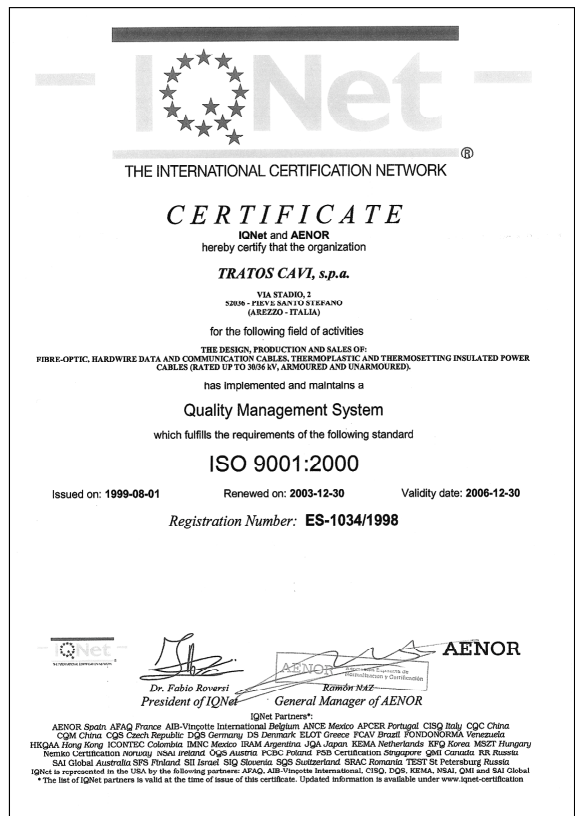 - IQNet -
®
THE INTERNATIONAL CERTIFICATION NETWORK
CERTIFICATE
IQNet and AENOR
hereby certify that the organization
TRATOS CAVI, s.p.a.
VIA STADIO, 2
52036 - PIEVE SANTO STEFANO
(AREZZO - ITALIA)
for the following field of activities
THE DESIGN, PRODUCTION AND SALES OF:
FIBRE-OPTIC, HARDWIRE DATA AND COMMUNICATION CABLES, THERMOPLASTIC AND THERMOSETTING INSULATED POWER
CABLES (RATED UP TO 30/36 kV, ARMOURED AND UNARMOURED).
has implemented and maintains a
Quality Management System
which fulfills the requirements of the following standard
ISO 9001:2000
Issued on: 1999-08-01 Renewed on: 2003-12-30 Validity date: 2006-12-30
Registration Number: ES-1034/1998
- IQNet -
®
THE INTERNATIONAL CERTIFICATION NETWORK
AENOR
AENOR Asociación Española de
Normalización y Certificación
Dr. Fabio Roversi Ramón NAZ
President of IQNet General Manager of AENOR
IQNet Partners*:
AENOR Spain AFAQ France AIB-Vinçotte International Belgium ANCE Mexico APCER Portugal CISQ Italy CQC China
CQM China CQS Czech Republic DQS Germany DS Denmark ELOT Greece FCAV Brazil FONDONORMA Venezuela
HKQAA Hong Kong ICONTEC Colombia IMNC Mexico IRAM Argentina JQA Japan KEMA Netherlands KFQ Korea MSZT Hungary
Nemko Certification Norway NSAI Ireland ÖQS Austria PCBC Poland PSB Certification Singapore QMI Canada RR Russia
SAI Global Australia SFS Finland SII Israel SIQ Slovenia SQS Switzerland SRAC Romania TEST St Petersburg Russia
IQNet is represented in the USA by the following partners: AFAQ, AIB-Vinçotte International, CISQ, DQS, KEMA, NSAI, QMI and SAI Global
* The list of IQNet partners is valid at the time of issue of this certificate. Updated information is available under www.iqnet-certification